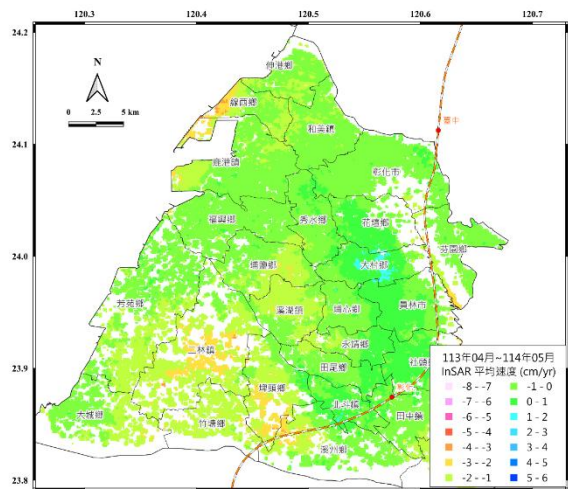 120.3
120.4
120.5
120.6
120.7
24.2
24.1
24.0
23.9
23.8
N
0 2.5 5 km
伸港鄉
線西鄉
和美鎮
鹿港鎮
彰化市
福興鄉
秀水鄉
花壇鄉
芬園鄉
埔鹽鄉
大村鄉
芳苑鄉
溪湖鎮
埔心鄉
員林市
永靖鄉
二林鎮
社頭鄉
田尾鄉
埤頭鄉
北斗鎮
大城鄉
竹塘鄉
田中鎮
溪州鄉
113年04月~114年05月
InSAR 平均速度 (cm/yr)
-8 - -7
-7 - -6
-6 - -5
-5 - -4
-4 - -3
-3 - -2
-2 - -1
-1 - 0
0 - 1
1 - 2
2 - 3
3 - 4
4 - 5
5 - 6